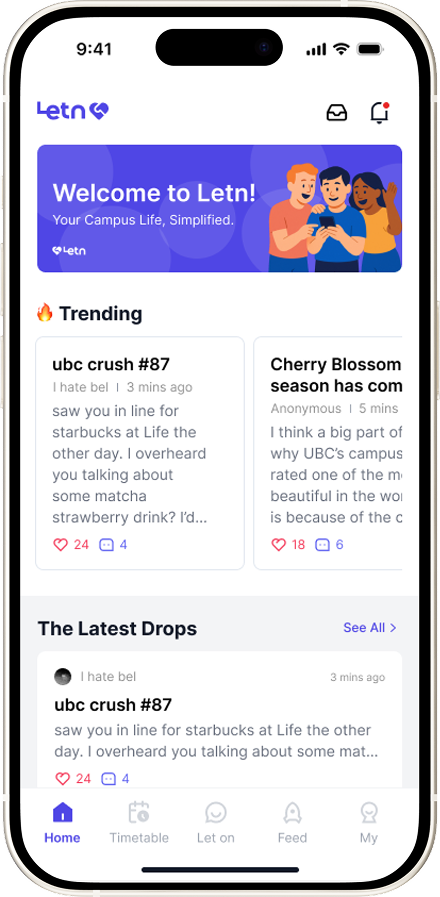 9:41
Letn
Welcome to Letn!
Your Campus Life, Simplified.
Letn
🔥 Trending
ubc crush #87
I hate bel | 3 mins ago
saw you in line for
starbucks at Life the
other day. I overheard
you talking about
some matcha
strawberry drink? I'd...
24 4
Cherry Blossom
season has com
Anonymous | 5 mins
I think a big part of
why UBC's campus
rated one of the mo
beautiful in the wor
is because of the c
18 6
The Latest Drops
See All >
I hate bel
3 mins ago
ubc crush #87
saw you in line for starbucks at Life the other
day. I overheard you talking about some mat...
24 4
Home
Timetable
Let on
Feed
My